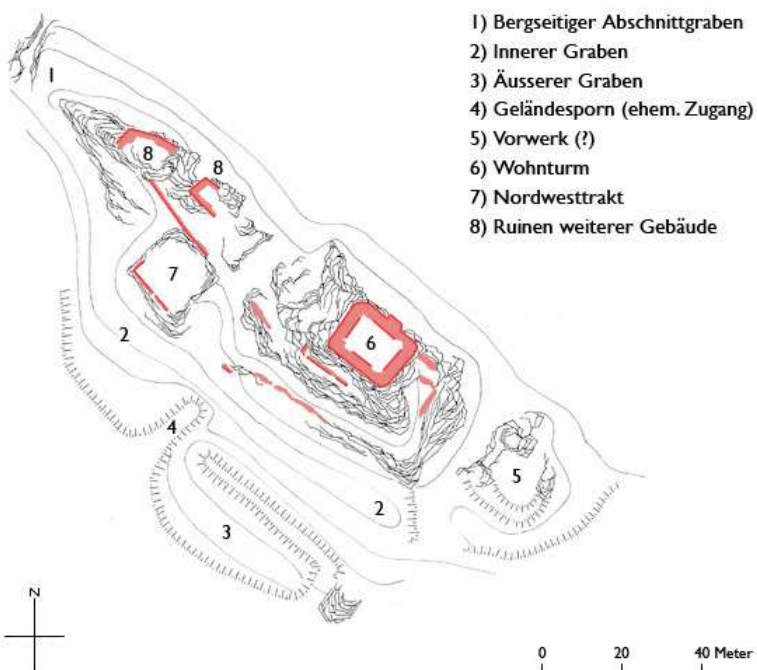 1) Bergseitiger Abschnittgraben
2) Innerer Graben
3) Äusserer Graben
4) Geländesporn (ehem. Zugang)
5) Vorwerk (?)
6) Wohnturm
7) Nordwesttrakt
8) Ruinen weiterer Gebäude
1
8
8
7
6
2
4
5
2
3
N
0 20 40 Meter